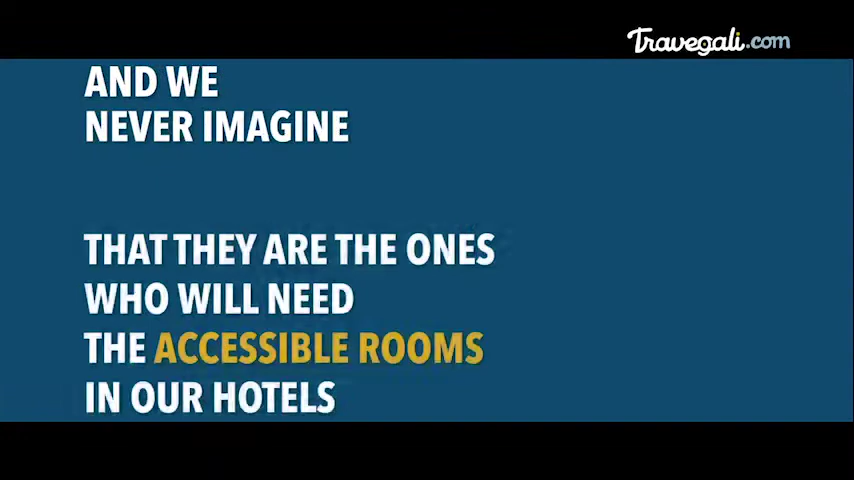 Travegali.com
AND WE
NEVER IMAGINE
THAT THEY ARE THE ONES
WHO WILL NEED
THE ACCESSIBLE ROOMS
IN OUR HOTELS